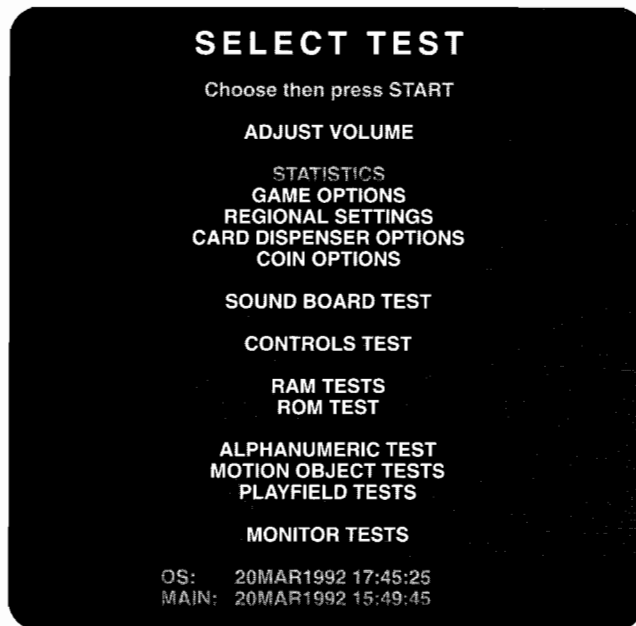 SELECT TEST
Choose then press START
ADJUST VOLUME
STATISTICS
GAME OPTIONS
REGIONAL SETTINGS
CARD DISPENSER OPTIONS
COIN OPTIONS
SOUND BOARD TEST
CONTROLS TEST
RAM TESTS
ROM TEST
ALPHANUMERIC TEST
MOTION OBJECT TESTS
PLAYFIELD TESTS
MONITOR TESTS
OS: 20MAR1992 17:45:25
MAIN: 20MAR1992 15:49:45